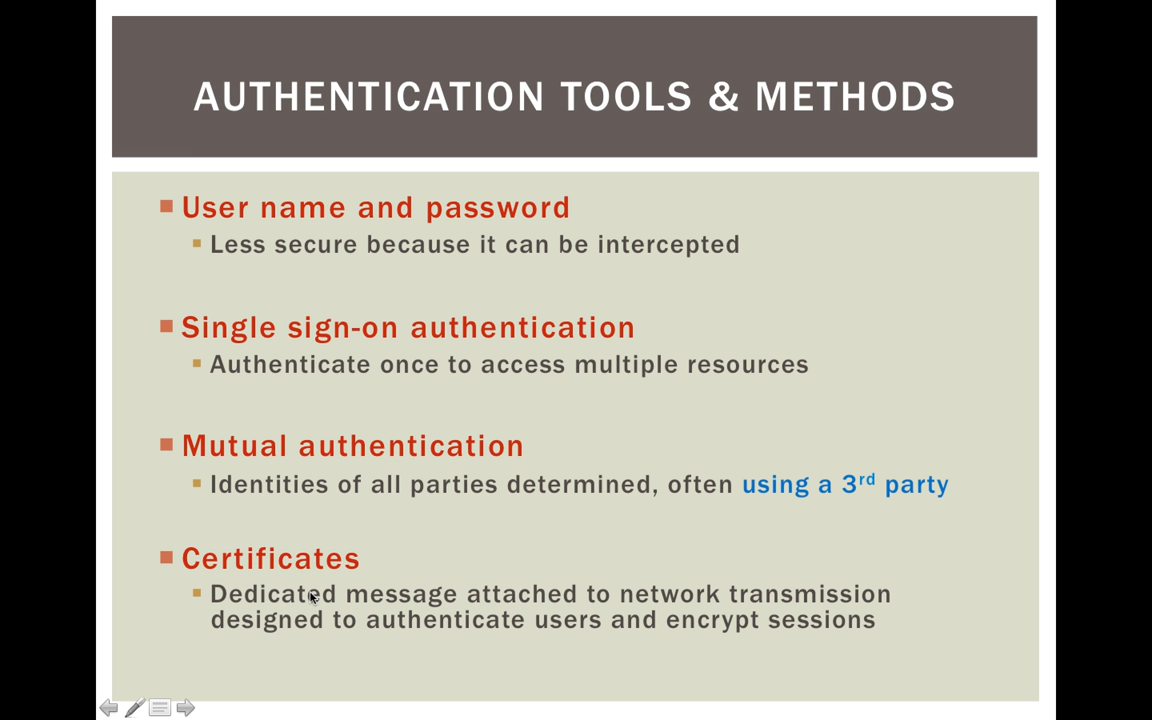 AUTHENTICATION TOOLS & METHODS
User name and password
Less secure because it can be intercepted
Single sign-on authentication
Authenticate once to access multiple resources
Mutual authentication
Identities of all parties determined, often using a 3rd party
Certificates
Dedicated message attached to network transmission
designed to authenticate users and encrypt sessions